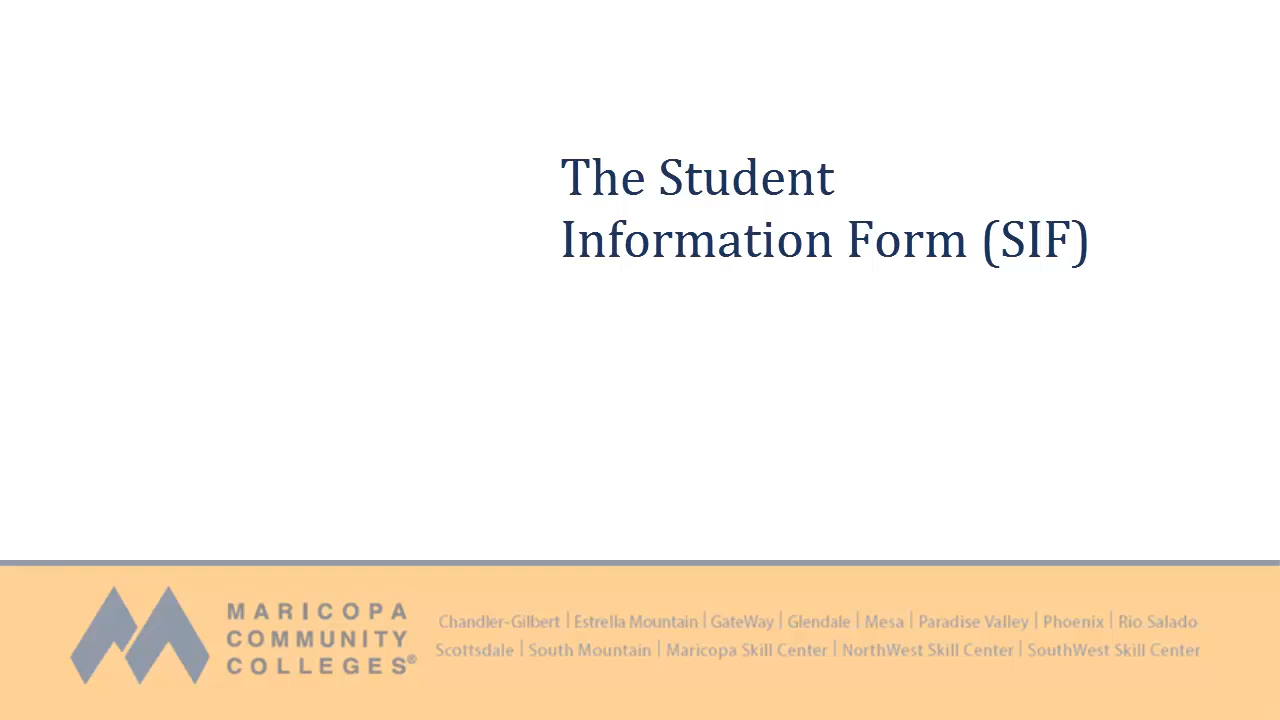 The Student
Information Form (SIF)
MARICOPA
COMMUNITY
COLLEGES®
Chandler-Gilbert | Estrella Mountain | GateWay | Glendale | Mesa | Paradise Valley | Phoenix | Rio Salado
Scottsdale | South Mountain | Maricopa Skill Center | NorthWest Skill Center | SouthWest Skill Center